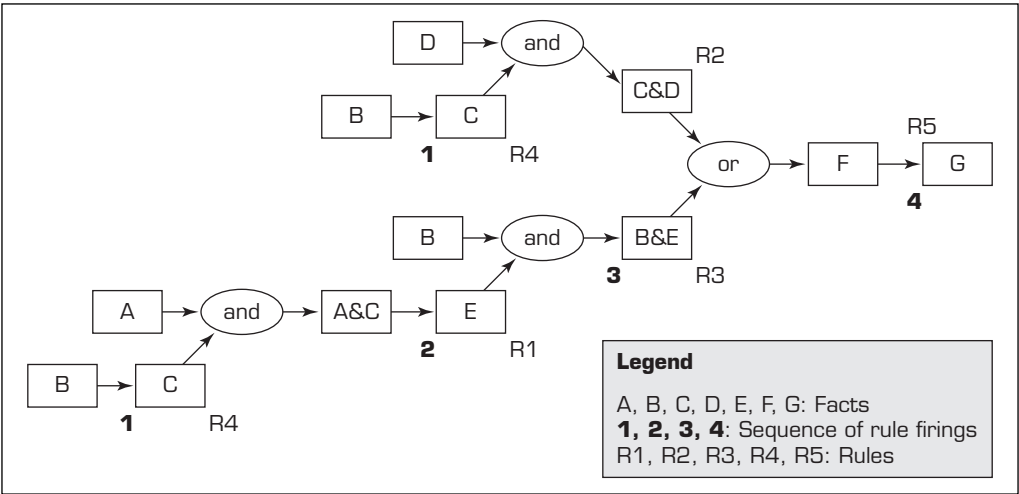 D
and
R2
C&D
B
C
1
R4
R5
or
F
G
4
B
and
B&E
3
R3
A
and
A&C
E
2
R1
B
C
1
R4
Legend
A, B, C, D, E, F, G: Facts
1, 2, 3, 4: Sequence of rule firings
R1, R2, R3, R4, R5: Rules